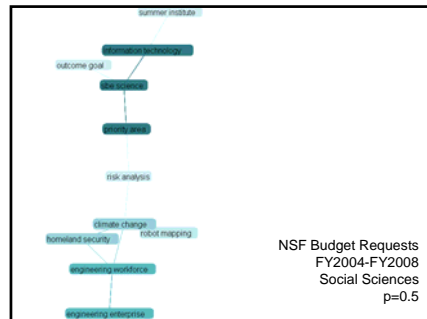 summer institute
information technology
outcome goal
sbe science
priority area
risk analysis
climate change
robot mapping
homeland security
engineering workforce
engineering enterprise
NSF Budget Requests
FY2004-FY2008
Social Sciences
p=0.5